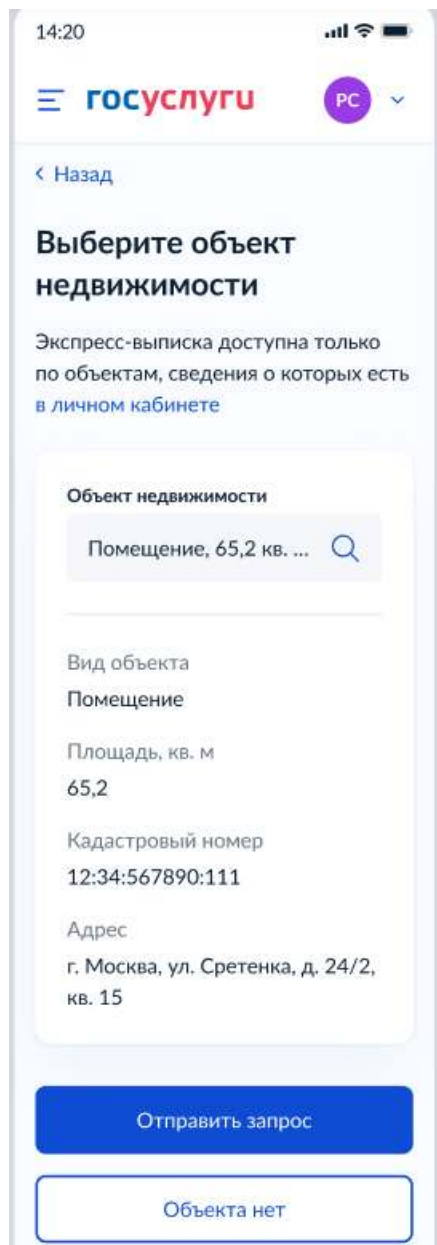 14:20
госуслуги
РС
Назад
Выберите объект
недвижимости
Экспресс-выписка доступна только
по объектам, сведения о которых есть
в личном кабинете
Объект недвижимости
Помещение, 65,2 кв. ...
Вид объекта
Помещение
Площадь, кв. м
65,2
Кадастровый номер
12:34:567890:111
Адрес
г. Москва, ул. Сретенка, д. 24/2,
кв. 15
Отправить запрос
Объекта нет